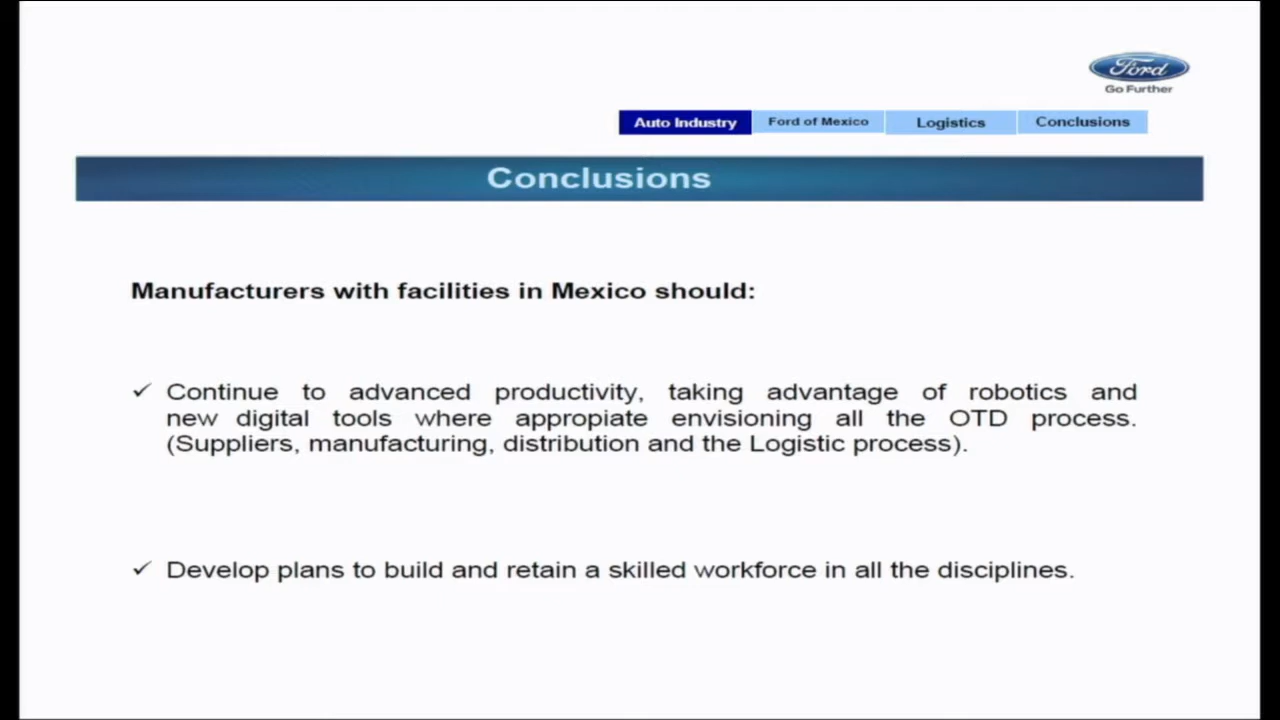 Ford
Go Further
Auto Industry
Ford of Mexico
Logistics
Conclusions
Conclusions
Manufacturers with facilities in Mexico should:
✓ Continue to advanced productivity, taking advantage of robotics and
new digital tools where appropiate envisioning all the OTD process.
(Suppliers, manufacturing, distribution and the Logistic process).
✓ Develop plans to build and retain a skilled workforce in all the disciplines.